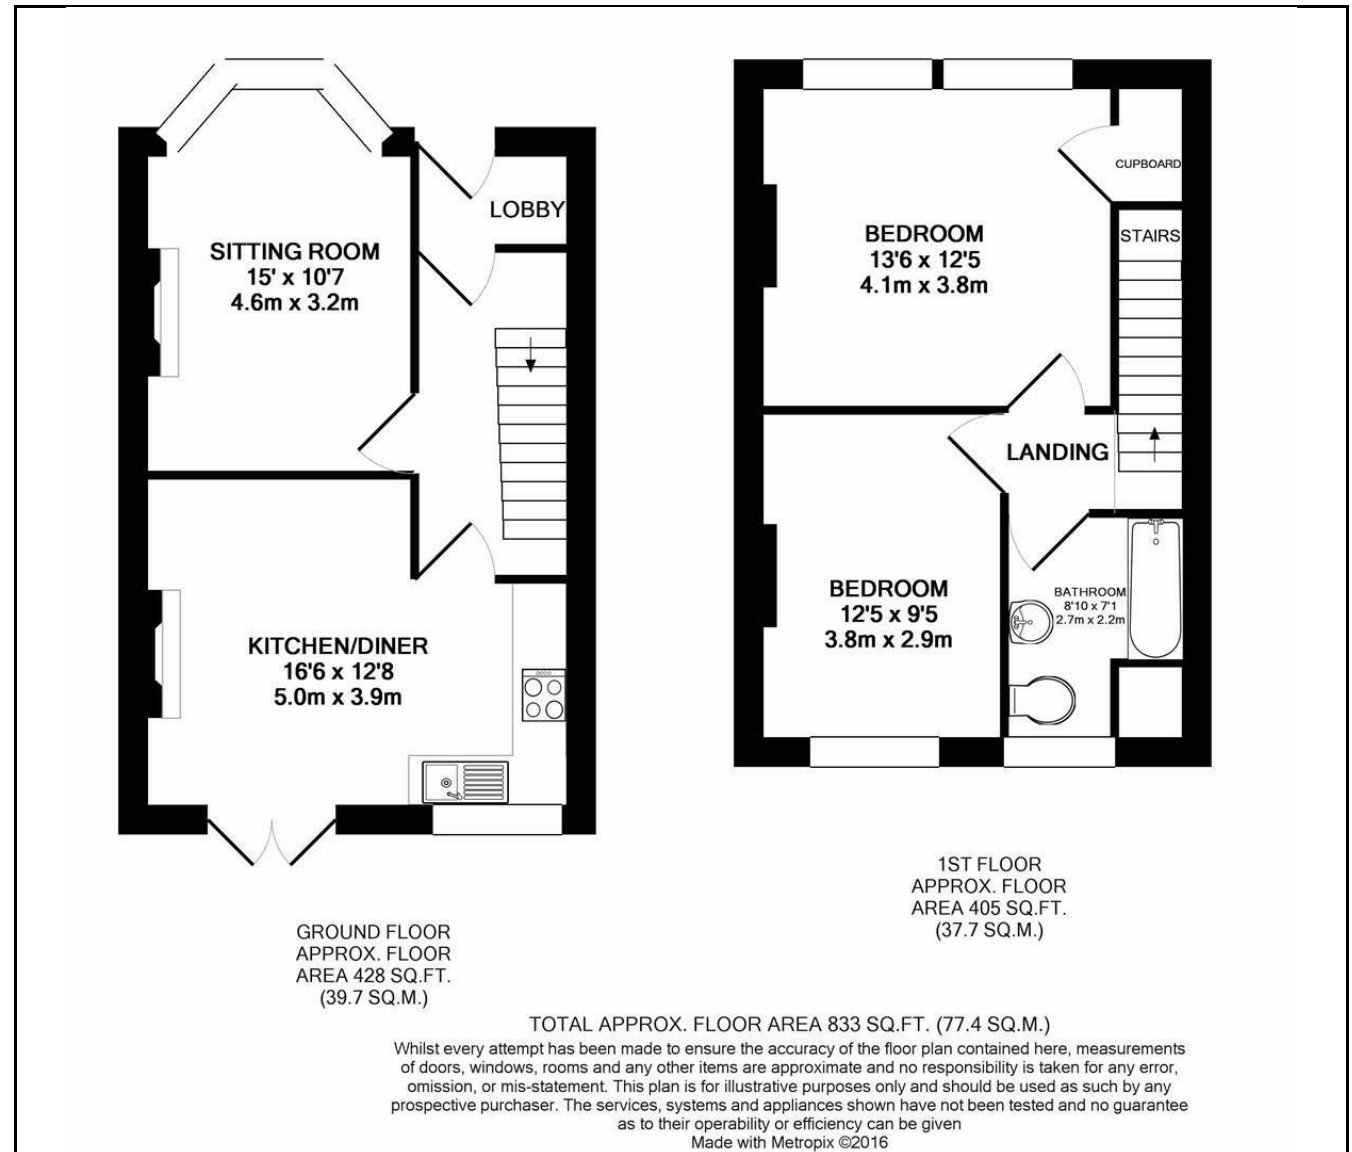 LOBBY
SITTING ROOM
15' x 10'7
4.6m x 3.2m
KITCHEN/DINER
16'6 x 12'8
5.0m x 3.9m
GROUND FLOOR
APPROX. FLOOR
AREA 428 SQ.FT.
(39.7 SQ.M.)
CUPBOARD
STAIRS
BEDROOM
13'6 x 12'5
4.1m x 3.8m
LANDING
BEDROOM
12'5 x 9'5
3.8m x 2.9m
BATHROOM
8'10 x 7'1
2.7m x 2.2m
1ST FLOOR
APPROX. FLOOR
AREA 405 SQ.FT.
(37.7 SQ.M.)
TOTAL APPROX. FLOOR AREA 833 SQ.FT. (77.4 SQ.M.)
Whilst every attempt has been made to ensure the accuracy of the floor plan contained here, measurements
of doors, windows, rooms and any other items are approximate and no responsibility is taken for any error,
omission, or mis-statement. This plan is for illustrative purposes only and should be used as such by any
prospective purchaser. The services, systems and appliances shown have not been tested and no guarantee
as to their operability or efficiency can be given
Made with Metropix ©2016